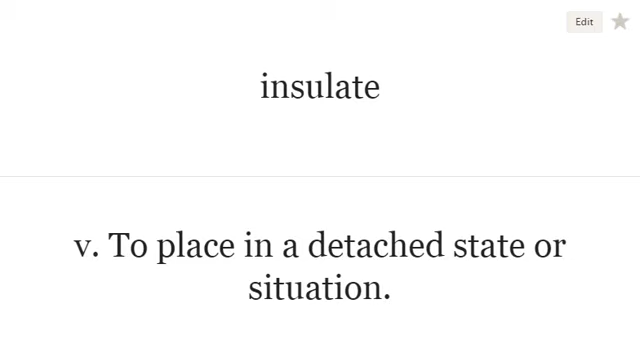 Edit
insulate
v. To place in a detached state or
situation.